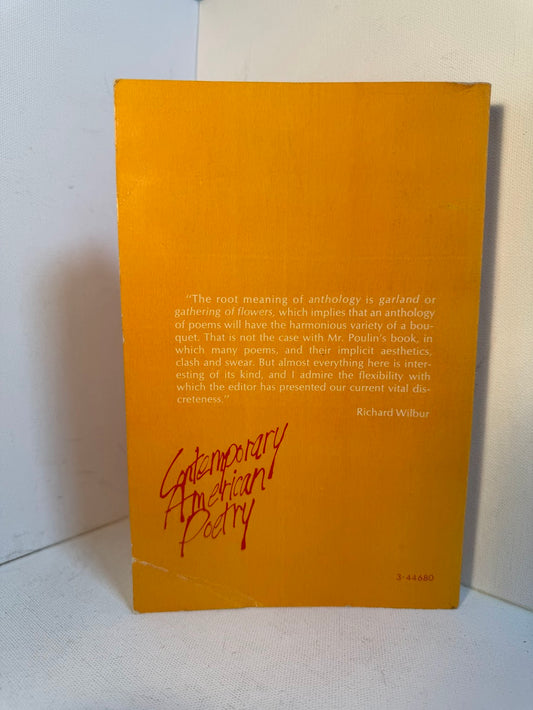 "The root meaning of anthology is garland or
gathering of flowers, which implies that an anthology
of poems will have the harmonious variety of a bou-
quet. That is not the case with Mr. Poulin's book, in
which many poems, and their implicit aesthetics,
clash and swear. But almost everything here is inter-
esting of its kind, and I admire the flexibility with
which the editor has presented our current vital dis-
creteness."
Richard Wilbur
Contemporary
American
Poetry
3-44680